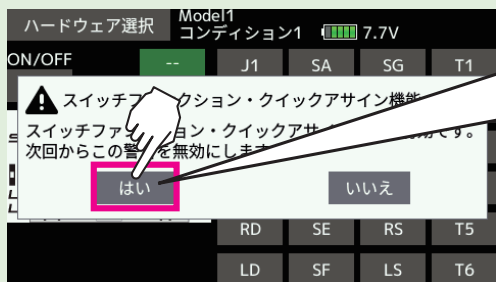 ハードウェア選択 Model1
コンディション1 7.7V
ON/OFF -- J1 SA SG T1
スイッチファ クション・クイックアサイン機能
スイッチファ ション・クイックアサ です。
次回からこの警 を無効にします
はい いいえ
RD SE RS T5
LD SF LS T6